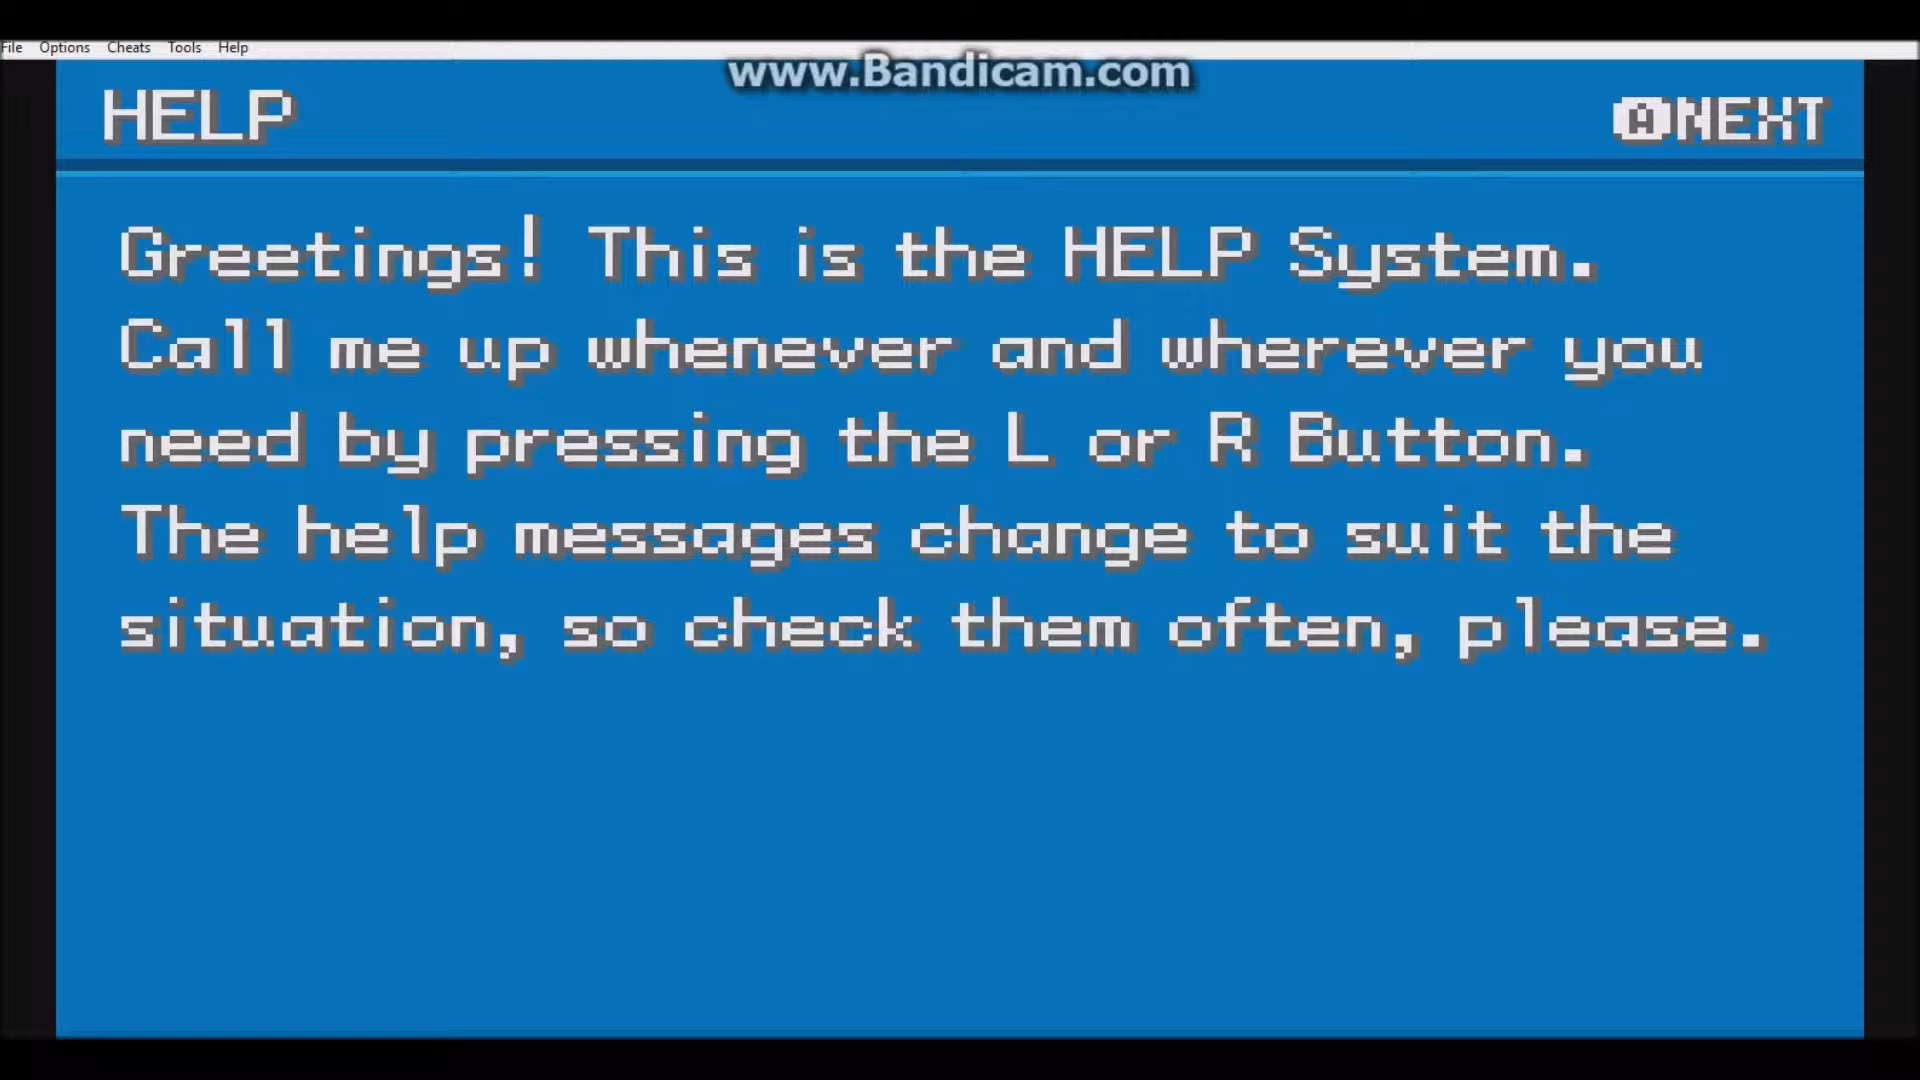 File Options Cheats Tools Help
www.Bandicam.com
HELP
A NEXT
Greetings! This is the HELP System.
Call me up whenever and wherever you
need by pressing the L or R Button.
The help messages change to suit the
situation, so check them often, please.